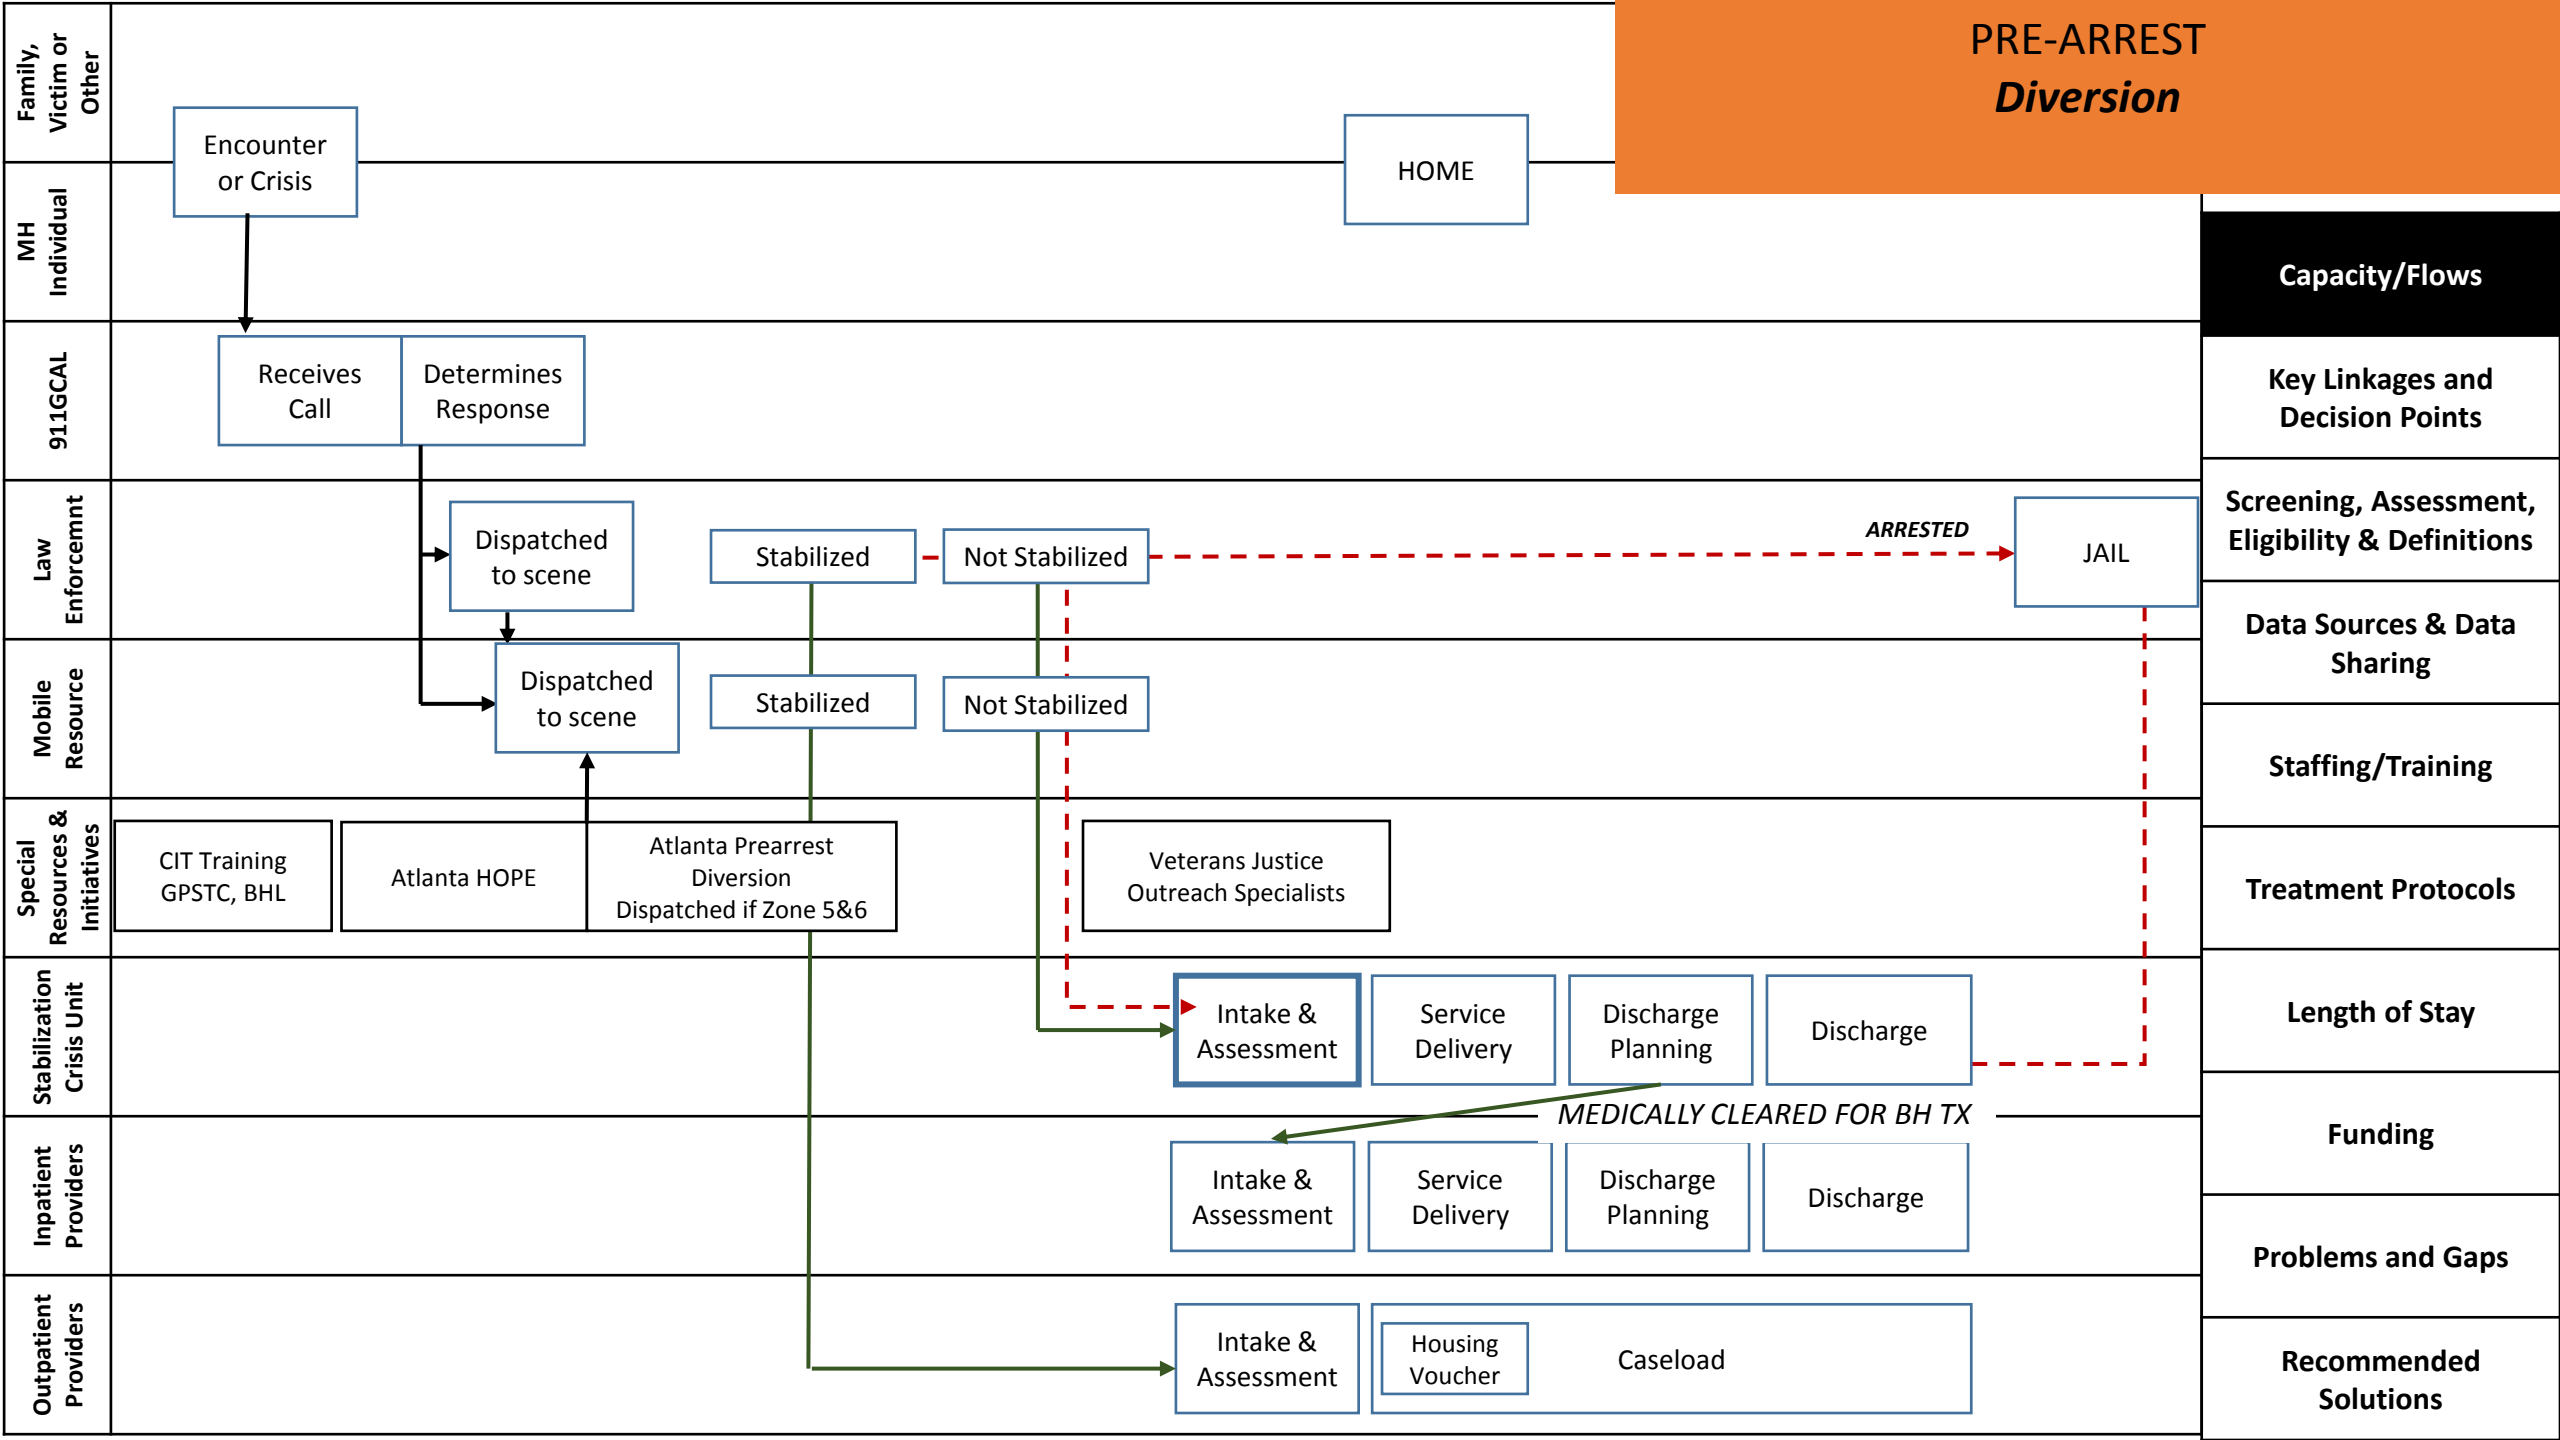 PRE-ARREST
Diversion
Family,
Victim or
Other
Encounter
or Crisis
HOME
MH
Individual
911GCAL
Receives
Call
Determines
Response
Law
Enforcemnt
Dispatched
to scene
Stabilized
Not Stabilized
ARRESTED
JAIL
Mobile
Resource
Dispatched
to scene
Stabilized
Not Stabilized
Special
Resources &
Initiatives
CIT Training
GPSTC, BHL
Atlanta HOPE
Atlanta Prearrest
Diversion
Dispatched if Zone 5&6
Veterans Justice
Outreach Specialists
Stabilization
Crisis Unit
Intake &
Assessment
Service
Delivery
Discharge
Planning
Discharge
MEDICALLY CLEARED FOR BH TX
Inpatient
Providers
Intake &
Assessment
Service
Delivery
Discharge
Planning
Discharge
Outpatient
Providers
Intake &
Assessment
Housing
Voucher
Caseload
Capacity/Flows
Key Linkages and
Decision Points
Screening, Assessment,
Eligibility & Definitions
Data Sources & Data
Sharing
Staffing/Training
Treatment Protocols
Length of Stay
Funding
Problems and Gaps
Recommended
Solutions